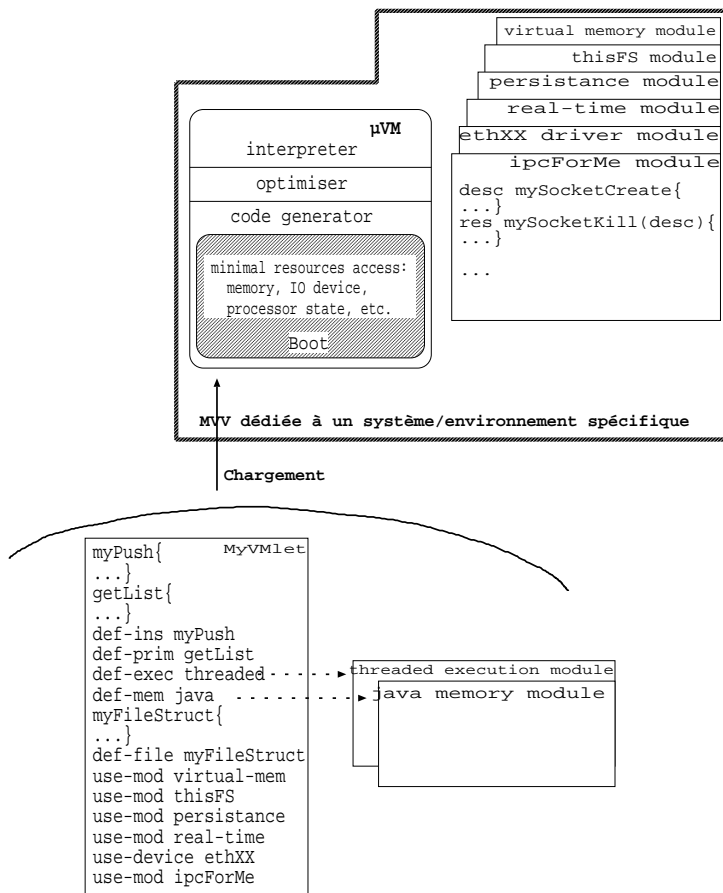 virtual memory module
thisFS module
persistance module
real-time module
ethXX driver module
ipcForMe module
desc mySocketCreate{
...}
res mySocketKill(desc){
...}
...
µVM
interpreter
optimiser
code generator
minimal resources access:
memory, IO device,
processor state, etc.
Boot
MVV dédiée à un système/environnement spécifique
Chargement
MyVMlet
myPush{
...}
getList{
...}
def-ins myPush
def-prim getList
def-exec threaded
def-mem java
myFileStruct{
...}
def-file myFileStruct
use-mod virtual-mem
use-mod thisFS
use-mod persistance
use-mod real-time
use-device ethXX
use-mod ipcForMe
threaded execution module
java memory module